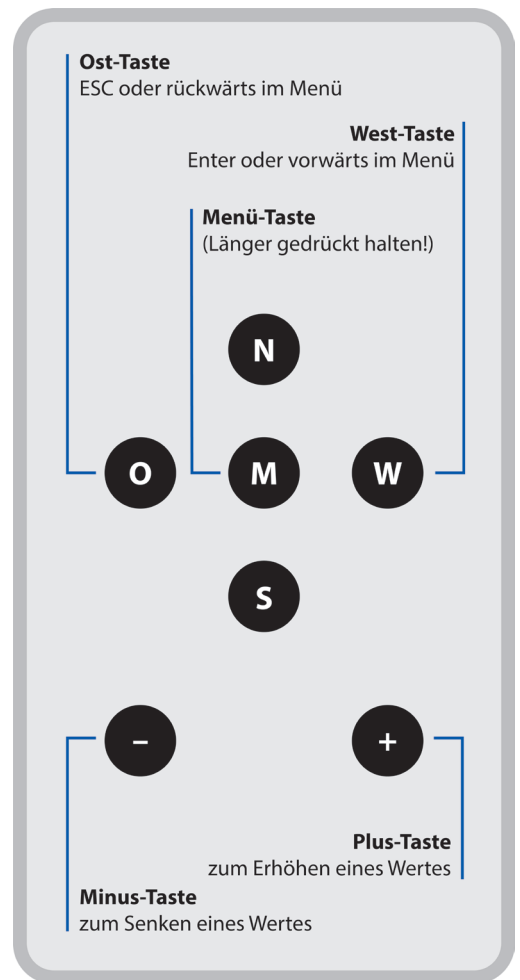 Ost-Taste
ESC oder rückwärts im Menü
West-Taste
Enter oder vorwärts im Menü
Menü-Taste
(Länger gedrückt halten!)
N
O M W
S
– +
Plus-Taste
zum Erhöhen eines Wertes
Minus-Taste
zum Senken eines Wertes